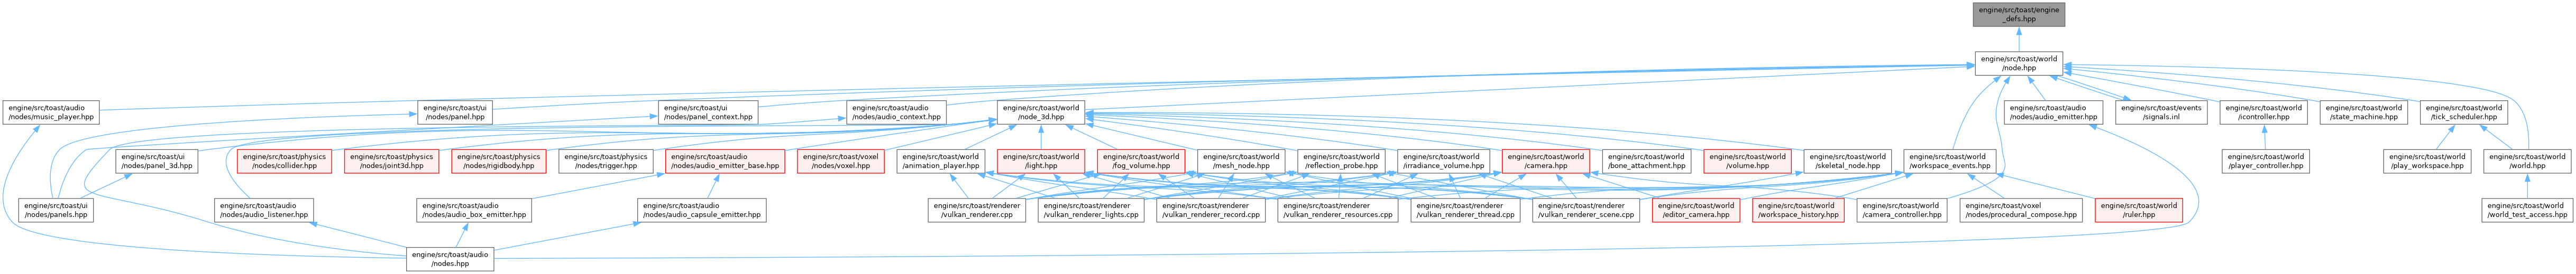 engine/src/toast/engine
_defs.hpp
engine/src/toast/world
/node.hpp
engine/src/toast/audio
/nodes/music_player.hpp
engine/src/toast/ui
/nodes/panel.hpp
engine/src/toast/ui
/nodes/panel_context.hpp
engine/src/toast/audio
/nodes/audio_context.hpp
engine/src/toast/world
/node_3d.hpp
engine/src/toast/audio
/nodes/audio_emitter.hpp
engine/src/toast/events
/signals.inl
engine/src/toast/world
/icontroller.hpp
engine/src/toast/world
/state_machine.hpp
engine/src/toast/world
/tick_scheduler.hpp
engine/src/toast/ui
/nodes/panel_3d.hpp
engine/src/toast/physics
/nodes/collider.hpp
engine/src/toast/physics
/nodes/joint3d.hpp
engine/src/toast/physics
/nodes/rigidbody.hpp
engine/src/toast/physics
/nodes/trigger.hpp
engine/src/toast/audio
/nodes/audio_emitter_base.hpp
engine/src/toast/voxel
/nodes/voxel.hpp
engine/src/toast/world
/animation_player.hpp
engine/src/toast/world
/light.hpp
engine/src/toast/world
/fog_volume.hpp
engine/src/toast/world
/mesh_node.hpp
engine/src/toast/world
/reflection_probe.hpp
engine/src/toast/world
/irradiance_volume.hpp
engine/src/toast/world
/camera.hpp
engine/src/toast/world
/bone_attachment.hpp
engine/src/toast/world
/volume.hpp
engine/src/toast/world
/skeletal_node.hpp
engine/src/toast/world
/workspace_events.hpp
engine/src/toast/world
/player_controller.hpp
engine/src/toast/world
/play_workspace.hpp
engine/src/toast/world
/world.hpp
engine/src/toast/ui
/nodes/panels.hpp
engine/src/toast/audio
/nodes/audio_listener.hpp
engine/src/toast/audio
/nodes/audio_box_emitter.hpp
engine/src/toast/audio
/nodes/audio_capsule_emitter.hpp
engine/src/toast/renderer
/vulkan_renderer.cpp
engine/src/toast/renderer
/vulkan_renderer_lights.cpp
engine/src/toast/renderer
/vulkan_renderer_record.cpp
engine/src/toast/renderer
/vulkan_renderer_resources.cpp
engine/src/toast/renderer
/vulkan_renderer_thread.cpp
engine/src/toast/renderer
/vulkan_renderer_scene.cpp
engine/src/toast/world
/editor_camera.hpp
engine/src/toast/world
/workspace_history.hpp
engine/src/toast/world
/camera_controller.hpp
engine/src/toast/voxel
/nodes/procedural_compose.hpp
engine/src/toast/world
/ruler.hpp
engine/src/toast/world
/world_test_access.hpp
engine/src/toast/audio
/nodes.hpp